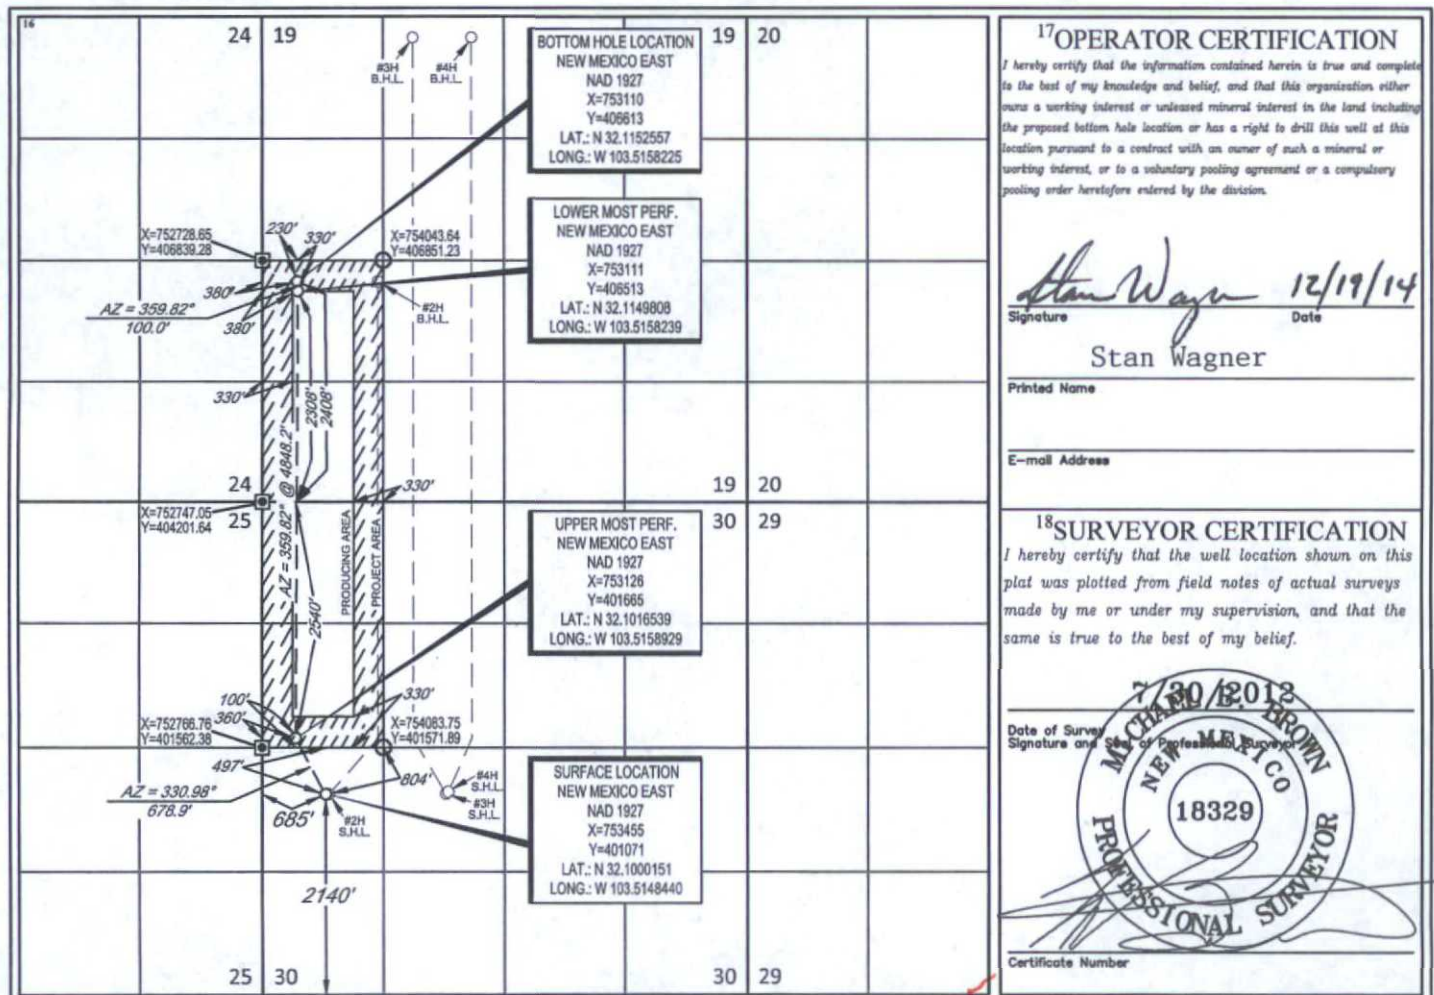 16
24 19
19 20
#3H
B.H.L.
#4H
B.H.L.
BOTTOM HOLE LOCATION
NEW MEXICO EAST
NAD 1927
X=753110
Y=406613
LAT.: N 32.1152557
LONG.: W 103.5158225
LOWER MOST PERF.
NEW MEXICO EAST
NAD 1927
X=753111
Y=406513
LAT.: N 32.1149808
LONG.: W 103.5158239
X=752728.65
Y=406839.28
230'
330'
X=754043.64
Y=406851.23
380'
AZ = 359.82°
100.0'
380'
#2H
B.H.L.
330'
2308'
2408'
AZ = 359.82° @ 4848.2'
24
25
19 20
30 29
X=752747.05
Y=404201.64
330'
PRODUCING AREA
PROJECT AREA
2540'
UPPER MOST PERF.
NEW MEXICO EAST
NAD 1927
X=753126
Y=401665
LAT.: N 32.1016539
LONG.: W 103.5158929
100'
360'
330'
X=752766.76
Y=401562.38
X=754083.75
Y=401571.89
497'
804'
AZ = 330.98°
678.9'
685'
#2H
S.H.L.
#4H
S.H.L.
#3H
S.H.L.
SURFACE LOCATION
NEW MEXICO EAST
NAD 1927
X=753455
Y=401071
LAT.: N 32.1000151
LONG.: W 103.5148440
2140'
25 30
30 29
17 OPERATOR CERTIFICATION
I hereby certify that the information contained herein is true and complete
to the best of my knowledge and belief, and that this organization either
owns a working interest or unleased mineral interest in the land including
the proposed bottom hole location or has a right to drill this well at this
location pursuant to a contract with an owner of such a mineral or
working interest, or to a voluntary pooling agreement or a compulsory
pooling order heretofore entered by the division.
Stan Wagner 12/19/14
Signature Date
Stan Wagner
Printed Name
E-mail Address
18 SURVEYOR CERTIFICATION
I hereby certify that the well location shown on this
plat was plotted from field notes of actual surveys
made by me or under my supervision, and that the
same is true to the best of my belief.
7/30/2012
Date of Survey
Signature and Seal of Professional Surveyor
MICHAEL E. BROWN
NEW MEXICO
18329
PROFESSIONAL SURVEYOR
Certificate Number